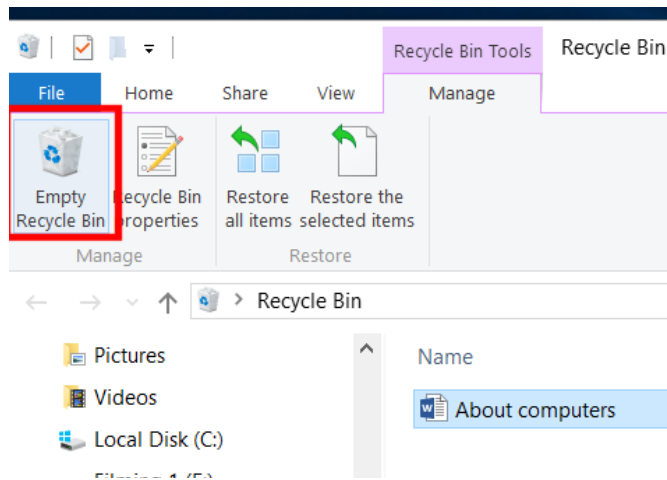 Recycle Bin Tools Recycle Bin
File Home Share View Manage
Empty Recycle Bin Restore Restore the
Recycle Bin properties all items selected items
Manage Restore
Recycle Bin
Pictures Name
Videos
About computers
Local Disk (C:)